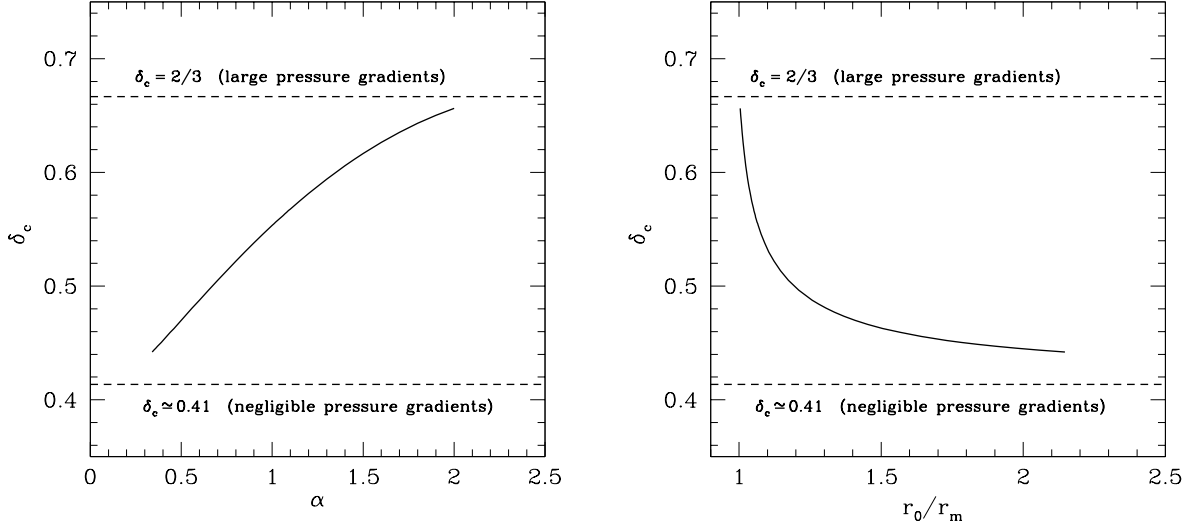 0.7
δc = 2/3 (large pressure gradients)
0.6
δc
0.5
δc ≃ 0.41 (negligible pressure gradients)
0.4
0 0.5 1 1.5 2 2.5
α
0.7
δc = 2/3 (large pressure gradients)
0.6
δc
0.5
δc ≃ 0.41 (negligible pressure gradients)
0.4
1 1.5 2 2.5
r0/rm